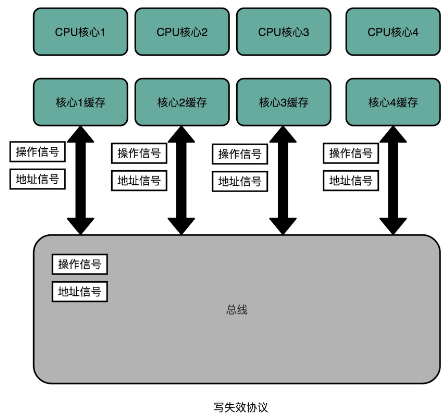 CPU核心1
CPU核心2
CPU核心3
CPU核心4
核心1缓存
核心2缓存
核心3缓存
核心4缓存
操作信号
地址信号
操作信号
地址信号
操作信号
地址信号
操作信号
地址信号
操作信号
地址信号
总线
写失效协议